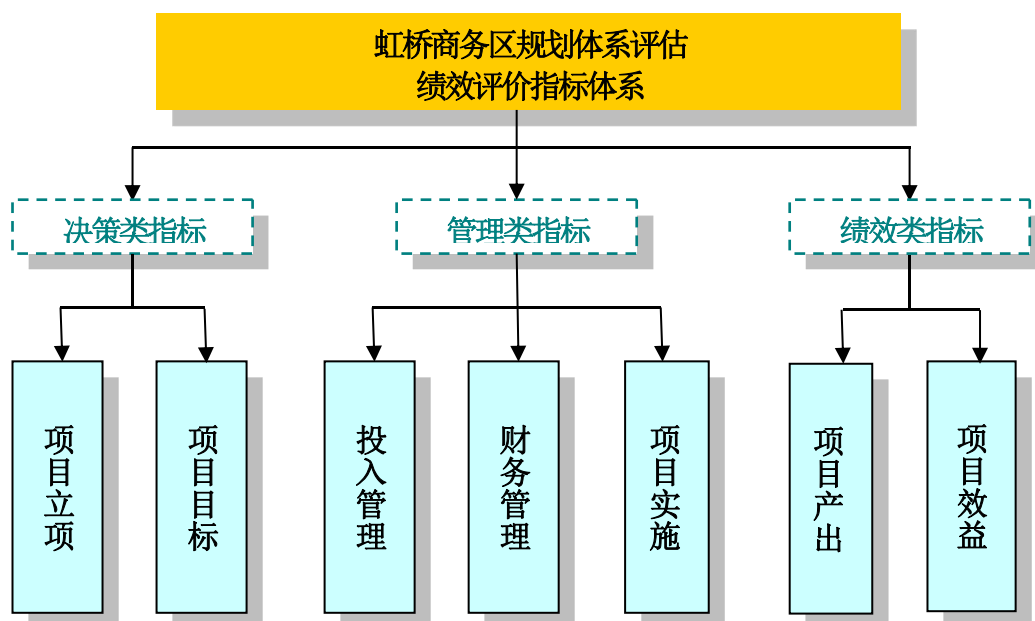 虹桥商务区规划体系评估
绩效评价指标体系
决策类指标
管理类指标
绩效类指标
项目立项
项目目标
投入管理
财务管理
项目实施
项目产出
项目效益